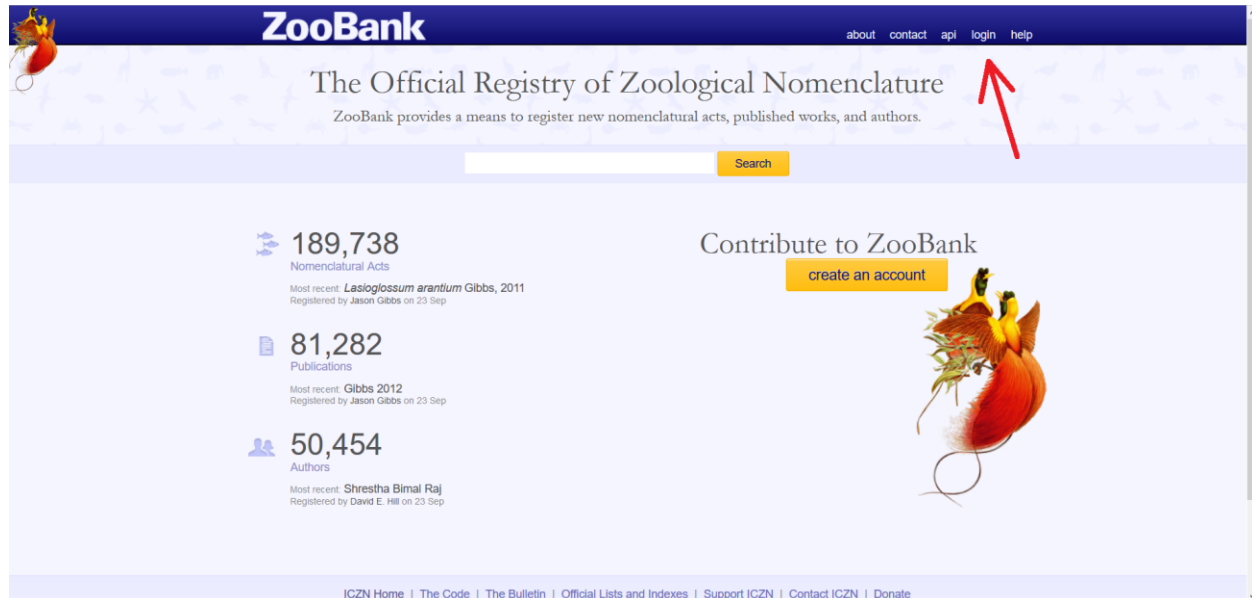 ZooBank
about contact api login help
The Official Registry of Zoological Nomenclature
ZooBank provides a means to register new nomenclatural acts, published works, and authors.
Search
189,738
Nomenclatural Acts
Most recent: Lasioglossum arantium Gibbs, 2011
Registered by Jason Gibbs on 23 Sep
81,282
Publications
Most recent: Gibbs 2012
Registered by Jason Gibbs on 23 Sep
50,454
Authors
Most recent: Shrestha Bimal Raj
Registered by David E. Hill on 23 Sep
Contribute to ZooBank
create an account
ICZN Home | The Code | The Bulletin | Official Lists and Indexes | Support ICZN | Contact ICZN | Donate